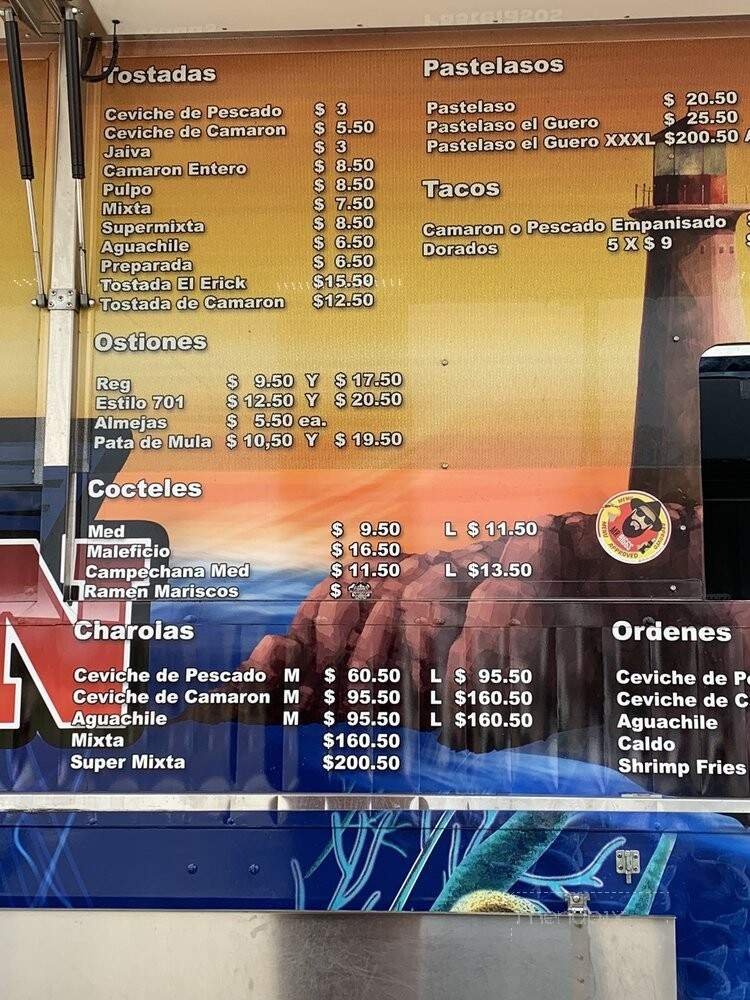 Tostadas
Ceviche de Pescado $ 3
Ceviche de Camaron $ 5.50
Jaiva $ 3
Camaron Entero $ 8.50
Pulpo $ 8.50
Mixta $ 7.50
Supermixta $ 8.50
Aguachile $ 6.50
Preparada $ 6.50
Tostada El Erick $15.50
Tostada de Camaron $12.50
Ostiones
Reg $ 9.50 Y $ 17.50
Estilo 701 $ 12.50 Y $ 20.50
Almejas $ 5.50 ea.
Pata de Mula $ 10,50 Y $ 19.50
Cocteles
Med $ 9.50 L $ 11.50
Maleficio $ 16.50
Campechana Med $ 11.50 L $13.50
Ramen Mariscos $
Pastelasos
Pastelaso $ 20.50
Pastelaso el Guero $ 25.50
Pastelaso el Guero XXXL $200.50 A
Tacos
Camaron o Pescado Empanisado
Dorados 5 X $ 9
APPROVED
Charolas
Ceviche de Pescado M $ 60.50 L $ 95.50
Ceviche de Camaron M $ 95.50 L $160.50
Aguachile M $ 95.50 L $160.50
Mixta $160.50
Super Mixta $200.50
Ordenes
Ceviche de Pe
Ceviche de C
Aguachile
Caldo
Shrimp Fries
N